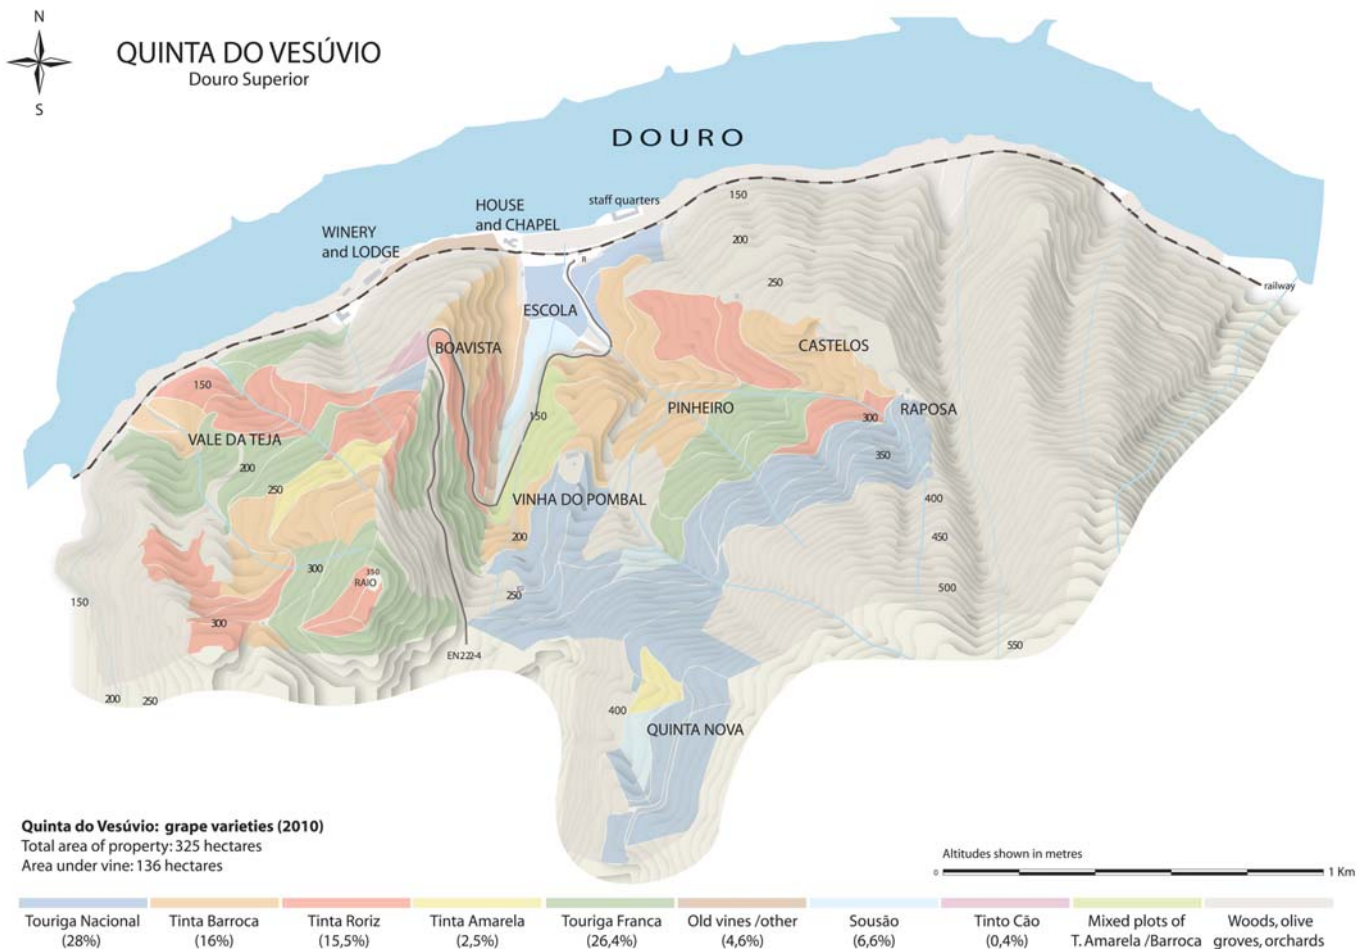 N
S
QUINTA DO VESÚVIO
Douro Superior
DOURO
HOUSE
and CHAPEL
staff quarters
WINERY
and LODGE
150
200
250
railway
R
ESCOLA
BOAVISTA
CASTELOS
150
150
PINHEIRO
RAPOSA
300
VALE DA TEJA
200
250
350
VINHA DO POMBAL
400
200
450
300
350
RAIO
250
500
150
300
EN222-4
550
200
250
400
QUINTA NOVA
Quinta do Vesúvio: grape varieties (2010)
Total area of property: 325 hectares
Area under vine: 136 hectares
Altitudes shown in metres
0
1 Km
Touriga Nacional
(28%)
Tinta Barroca
(16%)
Tinta Roriz
(15,5%)
Tinta Amarela
(2,5%)
Touriga Franca
(26,4%)
Old vines /other
(4,6%)
Sousão
(6,6%)
Tinto Cão
(0,4%)
Mixed plots of
T. Amarela /Barroca
Woods, olive
groves, orchards